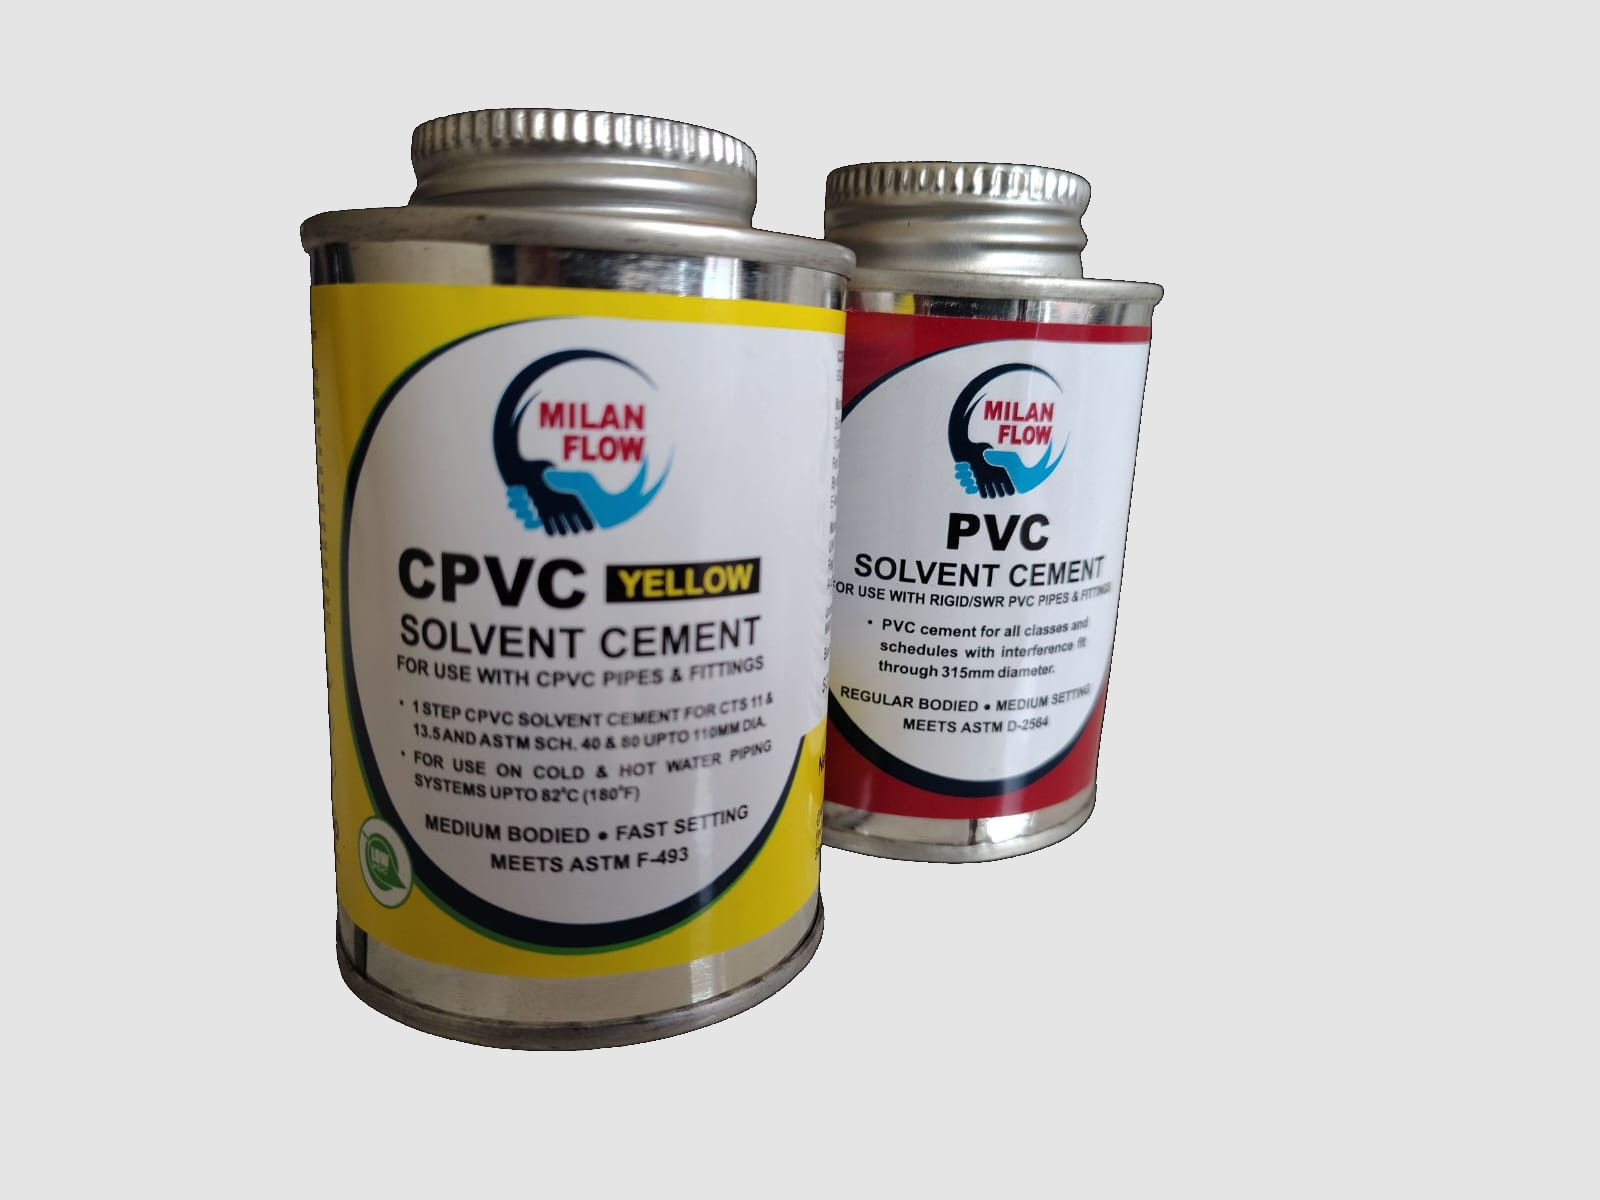 MILAN
FLOW
CPVC YELLOW
SOLVENT CEMENT
FOR USE WITH CPVC PIPES & FITTINGS
• 1 STEP CPVC SOLVENT CEMENT FOR CTS 11 &
13.5 AND ASTM SCH. 40 & 80 UPTO 110MM DIA.
• FOR USE ON COLD & HOT WATER PIPING
SYSTEMS UPTO 82°C (180°F)
MEDIUM BODIED ● FAST SETTING
MEETS ASTM F-493
LOW
VOC
MILAN
FLOW
PVC
SOLVENT CEMENT
FOR USE WITH RIGID/SWR PVC PIPES & FITTINGS
• PVC cement for all classes and
schedules with interference fit
through 315mm diameter.
REGULAR BODIED ● MEDIUM SETTING
MEETS ASTM D-2564